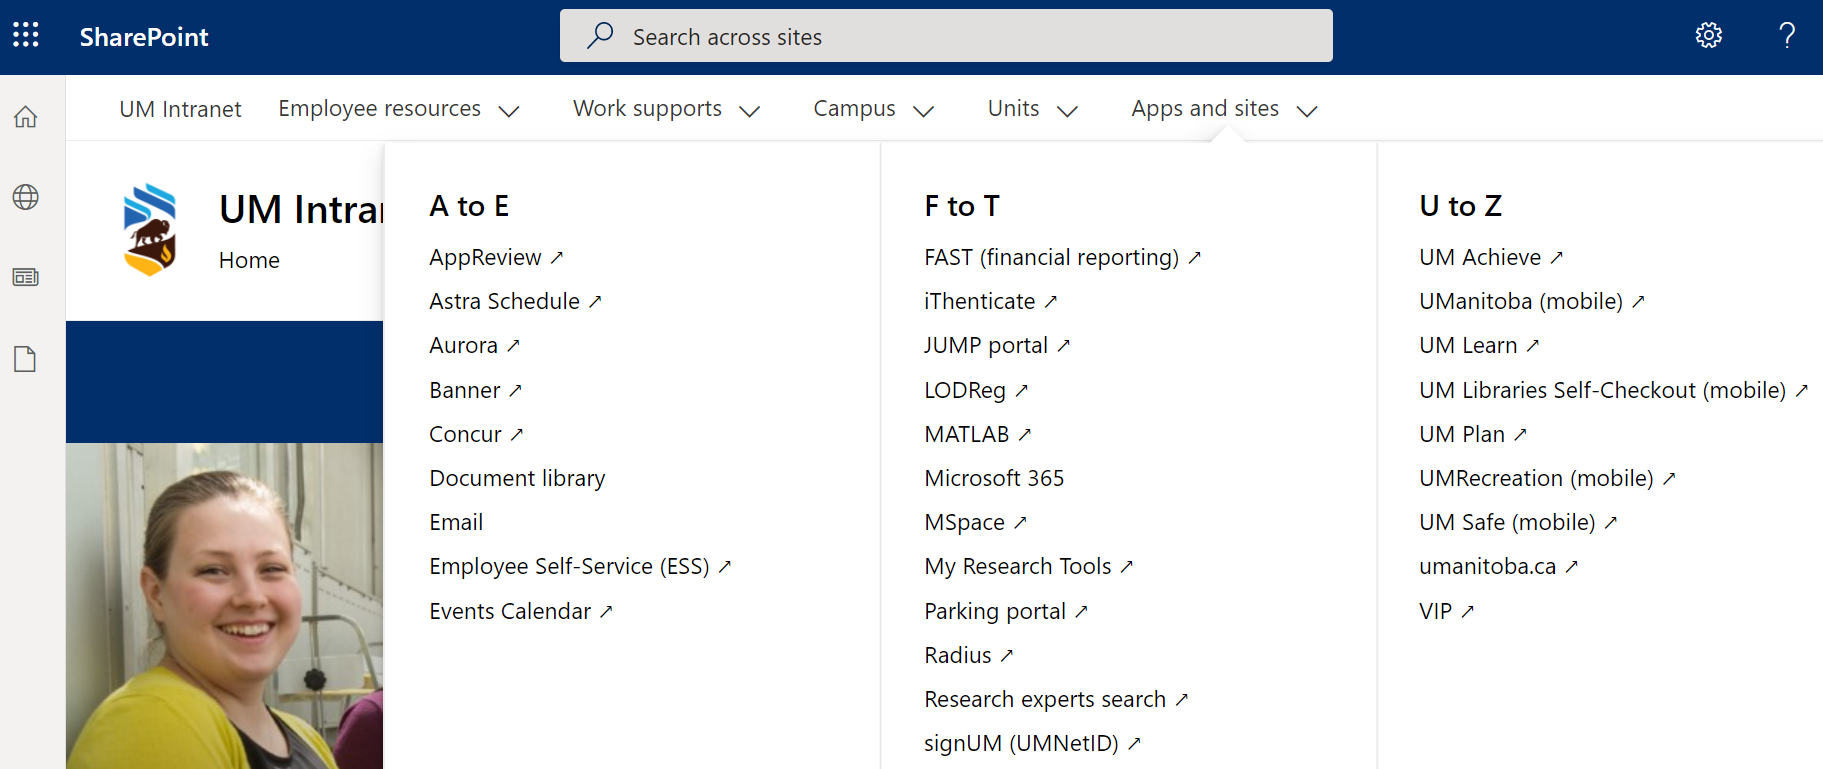 SharePoint
Search across sites
?
UM Intranet
Employee resources
Work supports
Campus
Units
Apps and sites
UM Intra
Home
A to E
AppReview ↗
Astra Schedule ↗
Aurora ↗
Banner ↗
Concur ↗
Document library
Email
Employee Self-Service (ESS) ↗
Events Calendar ↗
F to T
FAST (financial reporting) ↗
iThenticate ↗
JUMP portal ↗
LODReg ↗
MATLAB ↗
Microsoft 365
MSpace ↗
My Research Tools ↗
Parking portal ↗
Radius ↗
Research experts search ↗
signUM (UMNetID) ↗
U to Z
UM Achieve ↗
UManitoba (mobile) ↗
UM Learn ↗
UM Libraries Self-Checkout (mobile) ↗
UM Plan ↗
UMRecreation (mobile) ↗
UM Safe (mobile) ↗
umanitoba.ca ↗
VIP ↗